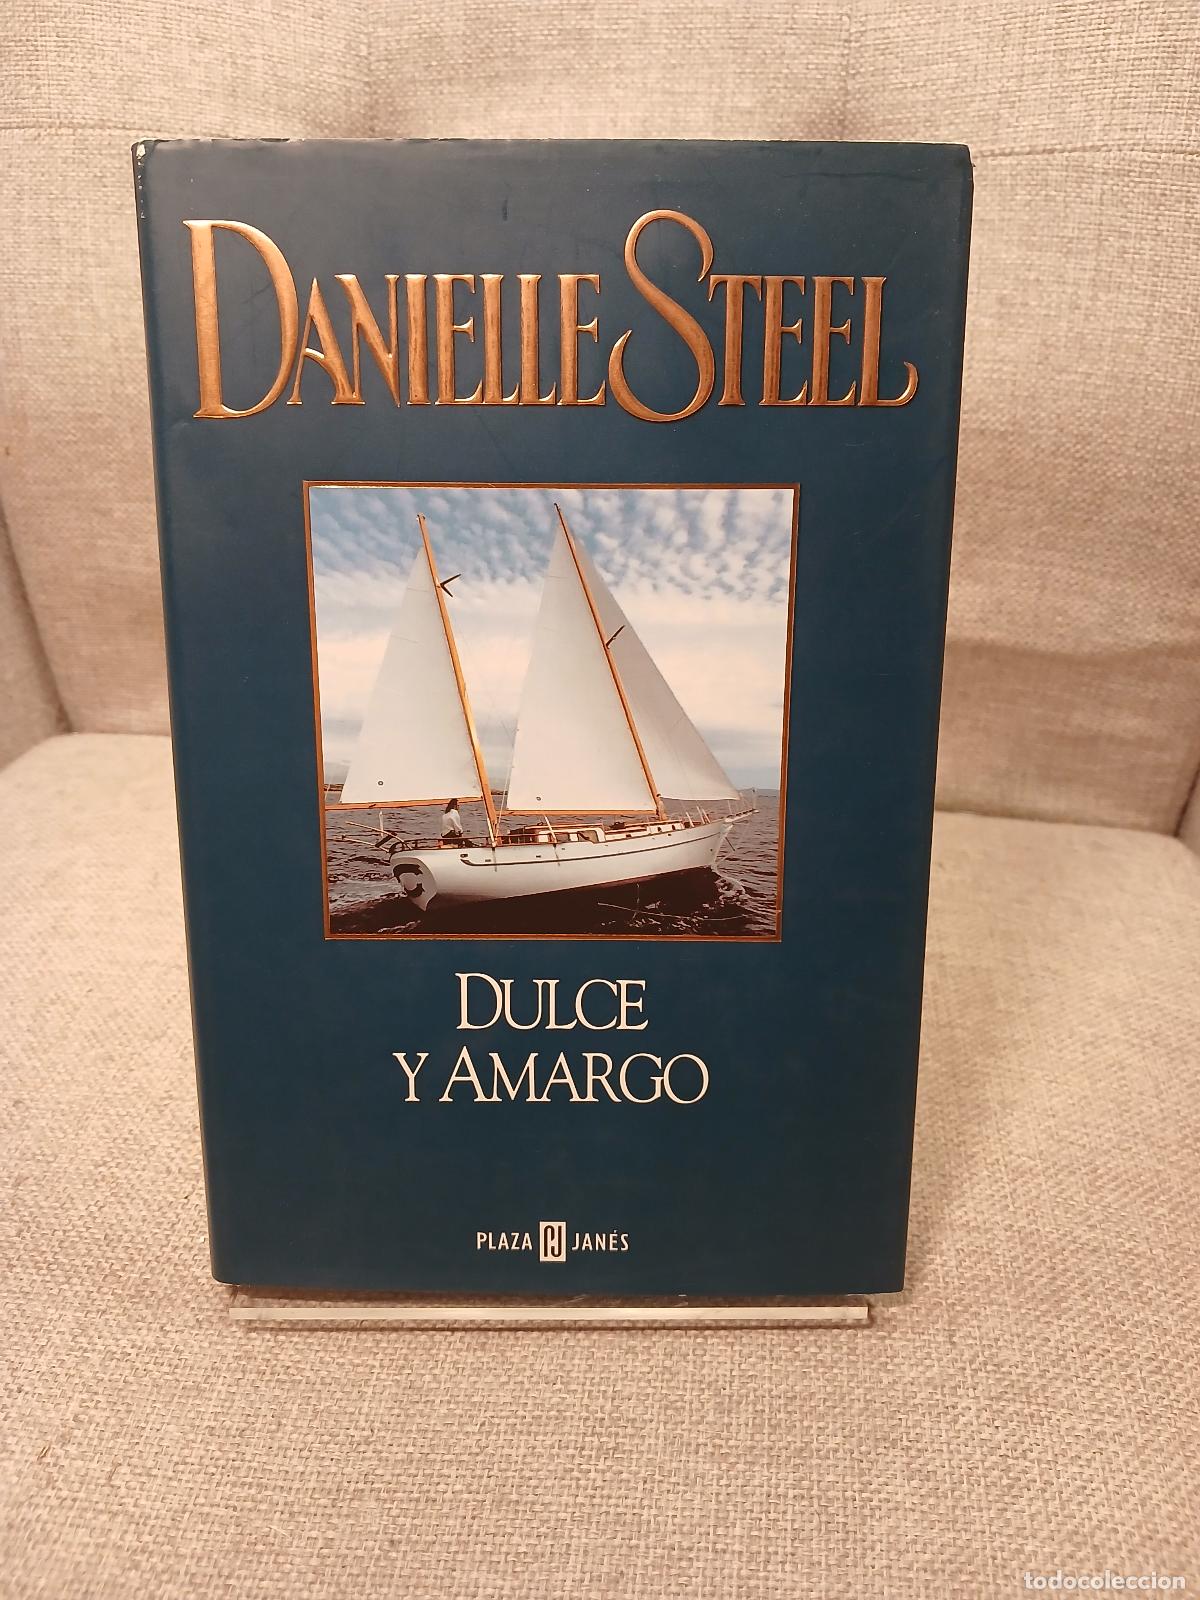 DANIELLE STEEL
DULCE
Y AMARGO
PLAZA PJ JANÉS
todocoleccion